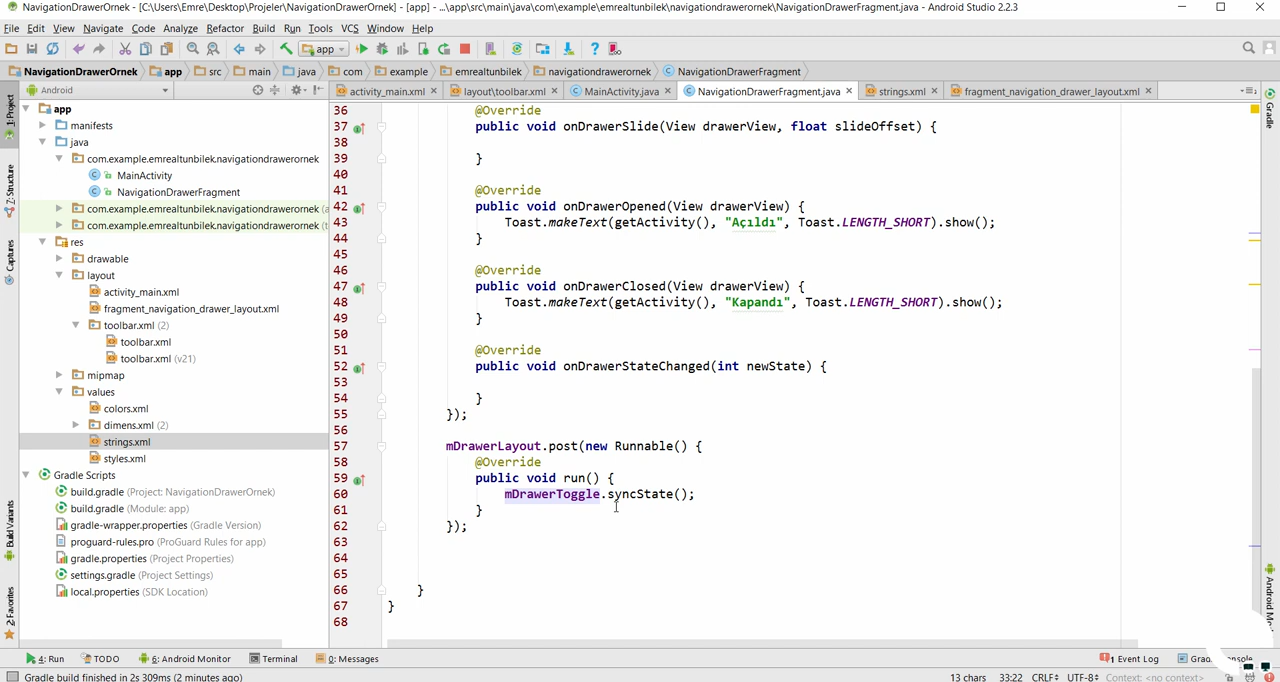 NavigationDrawerOrnek - [C:\Users\Emre\Desktop\Projeler\NavigationDrawerOrnek] - [app] - ...\app\src\main\java\com\example\emrealtunbilek\navigationdrawerornek\NavigationDrawerFragment.java - Android Studio 2.2.3
File Edit View Navigate Code Analyze Refactor Build Run Tools VCS Window Help
app
NavigationDrawerOrnek app src main java com example emrealtunbilek navigationdrawerornek NavigationDrawerFragment
Android
activity_main.xml layout\toolbar.xml MainActivity.java NavigationDrawerFragment.java strings.xml fragment_navigation_drawer_layout.xml
1: Project
Z: Structure
Captures
Build Variants
2: Favorites
app
manifests
java
com.example.emrealtunbilek.navigationdrawerornek
MainActivity
NavigationDrawerFragment
com.example.emrealtunbilek.navigationdrawerornek (a
com.example.emrealtunbilek.navigationdrawerornek (t
res
drawable
layout
activity_main.xml
fragment_navigation_drawer_layout.xml
toolbar.xml (2)
toolbar.xml
toolbar.xml (v21)
mipmap
values
colors.xml
dimens.xml (2)
strings.xml
styles.xml
Gradle Scripts
build.gradle (Project: NavigationDrawerOrnek)
build.gradle (Module: app)
gradle-wrapper.properties (Gradle Version)
proguard-rules.pro (ProGuard Rules for app)
gradle.properties (Project Properties)
settings.gradle (Project Settings)
local.properties (SDK Location)
36 @Override
37 public void onDrawerSlide(View drawerView, float slideOffset) {
38
39 }
40
41 @Override
42 public void onDrawerOpened(View drawerView) {
43 Toast.makeText(getActivity(), "Açıldı", Toast.LENGTH_SHORT).show();
44 }
45
46 @Override
47 public void onDrawerClosed(View drawerView) {
48 Toast.makeText(getActivity(), "Kapandı", Toast.LENGTH_SHORT).show();
49 }
50
51 @Override
52 public void onDrawerStateChanged(int newState) {
53
54 }
55 });
56
57 mDrawerLayout.post(new Runnable() {
58 @Override
59 public void run() {
60 mDrawerToggle.syncState();
61 }
62 });
63
64
65
66 }
67 }
68
Gradle
Android Mo
4: Run TODO 6: Android Monitor Terminal 0: Messages 1 Event Log
Gradle build finished in 2s 309ms (2 minutes ago) 13 chars 33:22 CRLF UTF-8 Context: <no context>